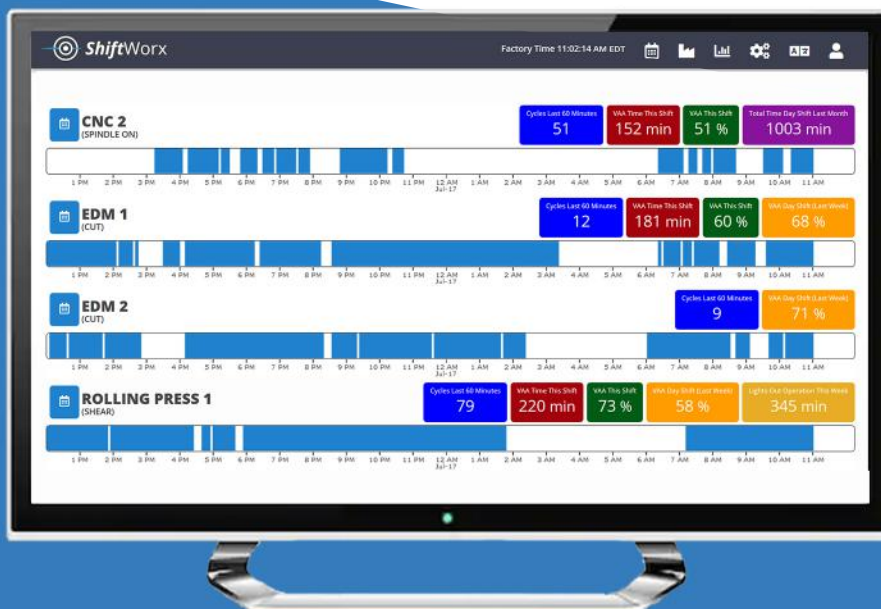 ShiftWorx
Factory Time 11:02:14 AM EDT
CNC 2
(SPINDLE ON)
Cycles Last 60 Minutes
51
VAA Time This Shift
152 min
VAA This Shift
51 %
Total Time Day Shift Last Month
1003 min
1 PM 2 PM 3 PM 4 PM 5 PM 6 PM 7 PM 8 PM 9 PM 10 PM 11 PM 12 AM 1 AM 2 AM 3 AM 4 AM 5 AM 6 AM 7 AM 8 AM 9 AM 10 AM 11 AM
Jul-17
EDM 1
(CUT)
Cycles Last 60 Minutes
12
VAA Time This Shift
181 min
VAA This Shift
60 %
VAA Day Shift (Last Week)
68 %
1 PM 2 PM 3 PM 4 PM 5 PM 6 PM 7 PM 8 PM 9 PM 10 PM 11 PM 12 AM 1 AM 2 AM 3 AM 4 AM 5 AM 6 AM 7 AM 8 AM 9 AM 10 AM 11 AM
Jul-17
EDM 2
(CUT)
Cycles Last 60 Minutes
9
VAA Day Shift (Last Week)
71 %
1 PM 2 PM 3 PM 4 PM 5 PM 6 PM 7 PM 8 PM 9 PM 10 PM 11 PM 12 AM 1 AM 2 AM 3 AM 4 AM 5 AM 6 AM 7 AM 8 AM 9 AM 10 AM 11 AM
Jul-17
ROLLING PRESS 1
(SHEAR)
Cycles Last 60 Minutes
79
VAA Time This Shift
220 min
VAA This Shift
73 %
VAA Day Shift (Last Week)
58 %
Lights Out Operation This Week
345 min
1 PM 2 PM 3 PM 4 PM 5 PM 6 PM 7 PM 8 PM 9 PM 10 PM 11 PM 12 AM 1 AM 2 AM 3 AM 4 AM 5 AM 6 AM 7 AM 8 AM 9 AM 10 AM 11 AM
Jul-17